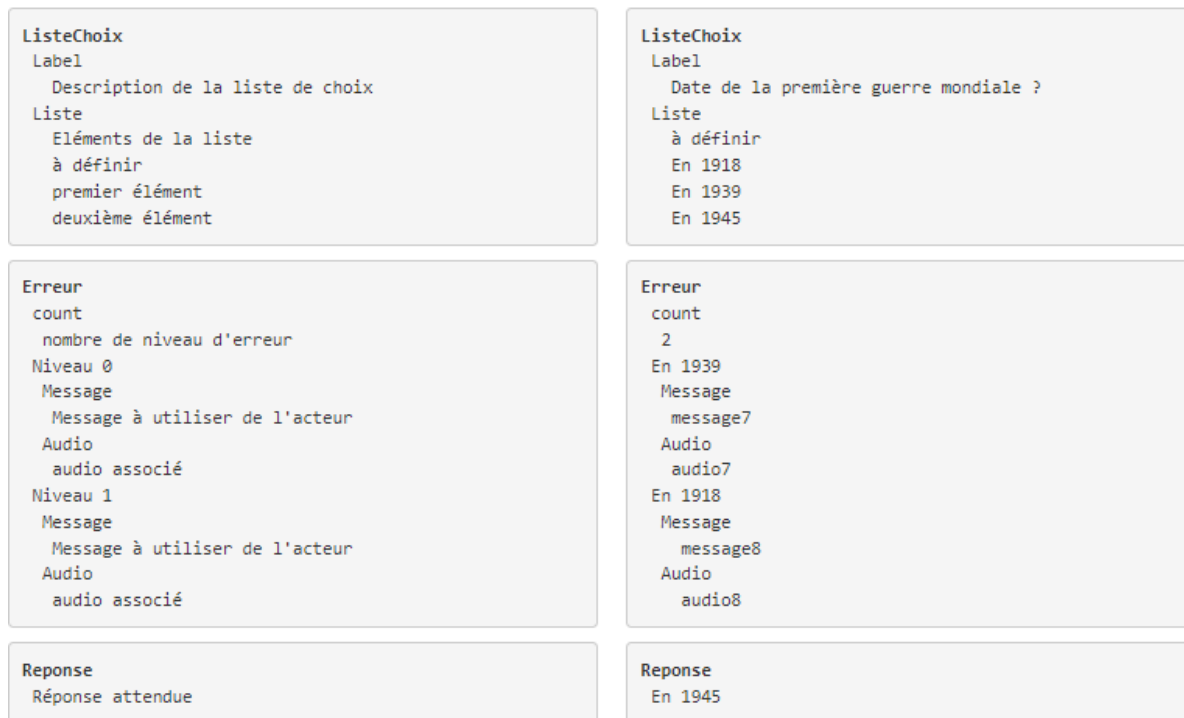 ListeChoix
Label
Description de la liste de choix
Liste
Eléments de la liste
à définir
premier élément
deuxième élément
ListeChoix
Label
Date de la première guerre mondiale ?
Liste
à définir
En 1918
En 1939
En 1945
Erreur
count
nombre de niveau d'erreur
Niveau 0
Message
Message à utiliser de l'acteur
Audio
audio associé
Niveau 1
Message
Message à utiliser de l'acteur
Audio
audio associé
Erreur
count
2
En 1939
Message
message7
Audio
audio7
En 1918
Message
message8
Audio
audio8
Reponse
Réponse attendue
Reponse
En 1945